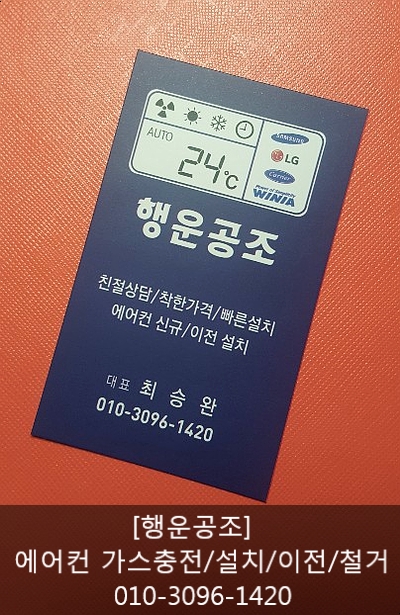 AUTO
24°C
SAMSUNG
LG
Carrier
WINIA
행운공조
친절상담/착한가격/빠른설치
에어컨 신규/이전 설치
대표 최 승 완
010-3096-1420
[행운공조]
에어컨 가스충전/설치/이전/철거
010-3096-1420